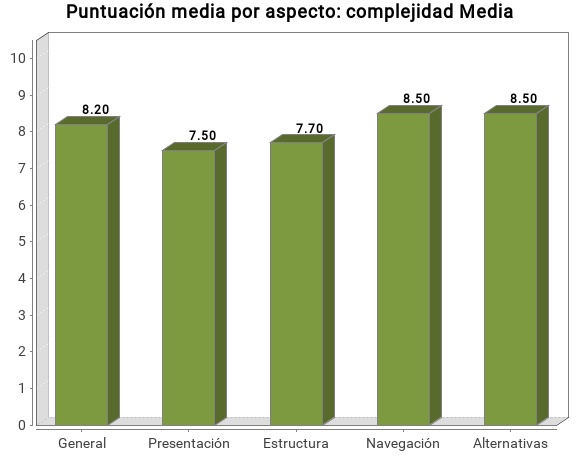 Puntuación media por aspecto: complejidad Media
10
9
8
7
6
5
4
3
2
1
0
8.20
7.50
7.70
8.50
8.50
General
Presentación
Estructura
Navegación
Alternativas